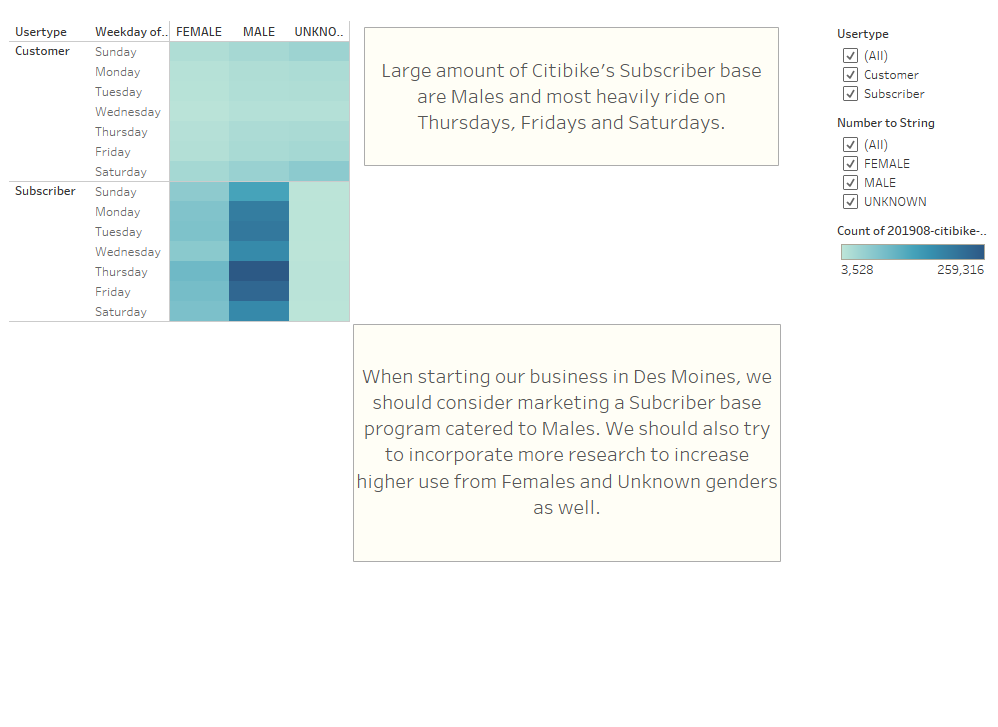 Usertype Weekday of.. FEMALE MALE UNKNO..
Customer Sunday
Monday
Tuesday
Wednesday
Thursday
Friday
Saturday
Subscriber Sunday
Monday
Tuesday
Wednesday
Thursday
Friday
Saturday
Large amount of Citibike's Subscriber base
are Males and most heavily ride on
Thursdays, Fridays and Saturdays.
When starting our business in Des Moines, we
should consider marketing a Subcriber base
program catered to Males. We should also try
to incorporate more research to increase
higher use from Females and Unknown genders
as well.
Usertype
(All)
Customer
Subscriber
Number to String
(All)
FEMALE
MALE
UNKNOWN
Count of 201908-citibike-..
3,528 259,316